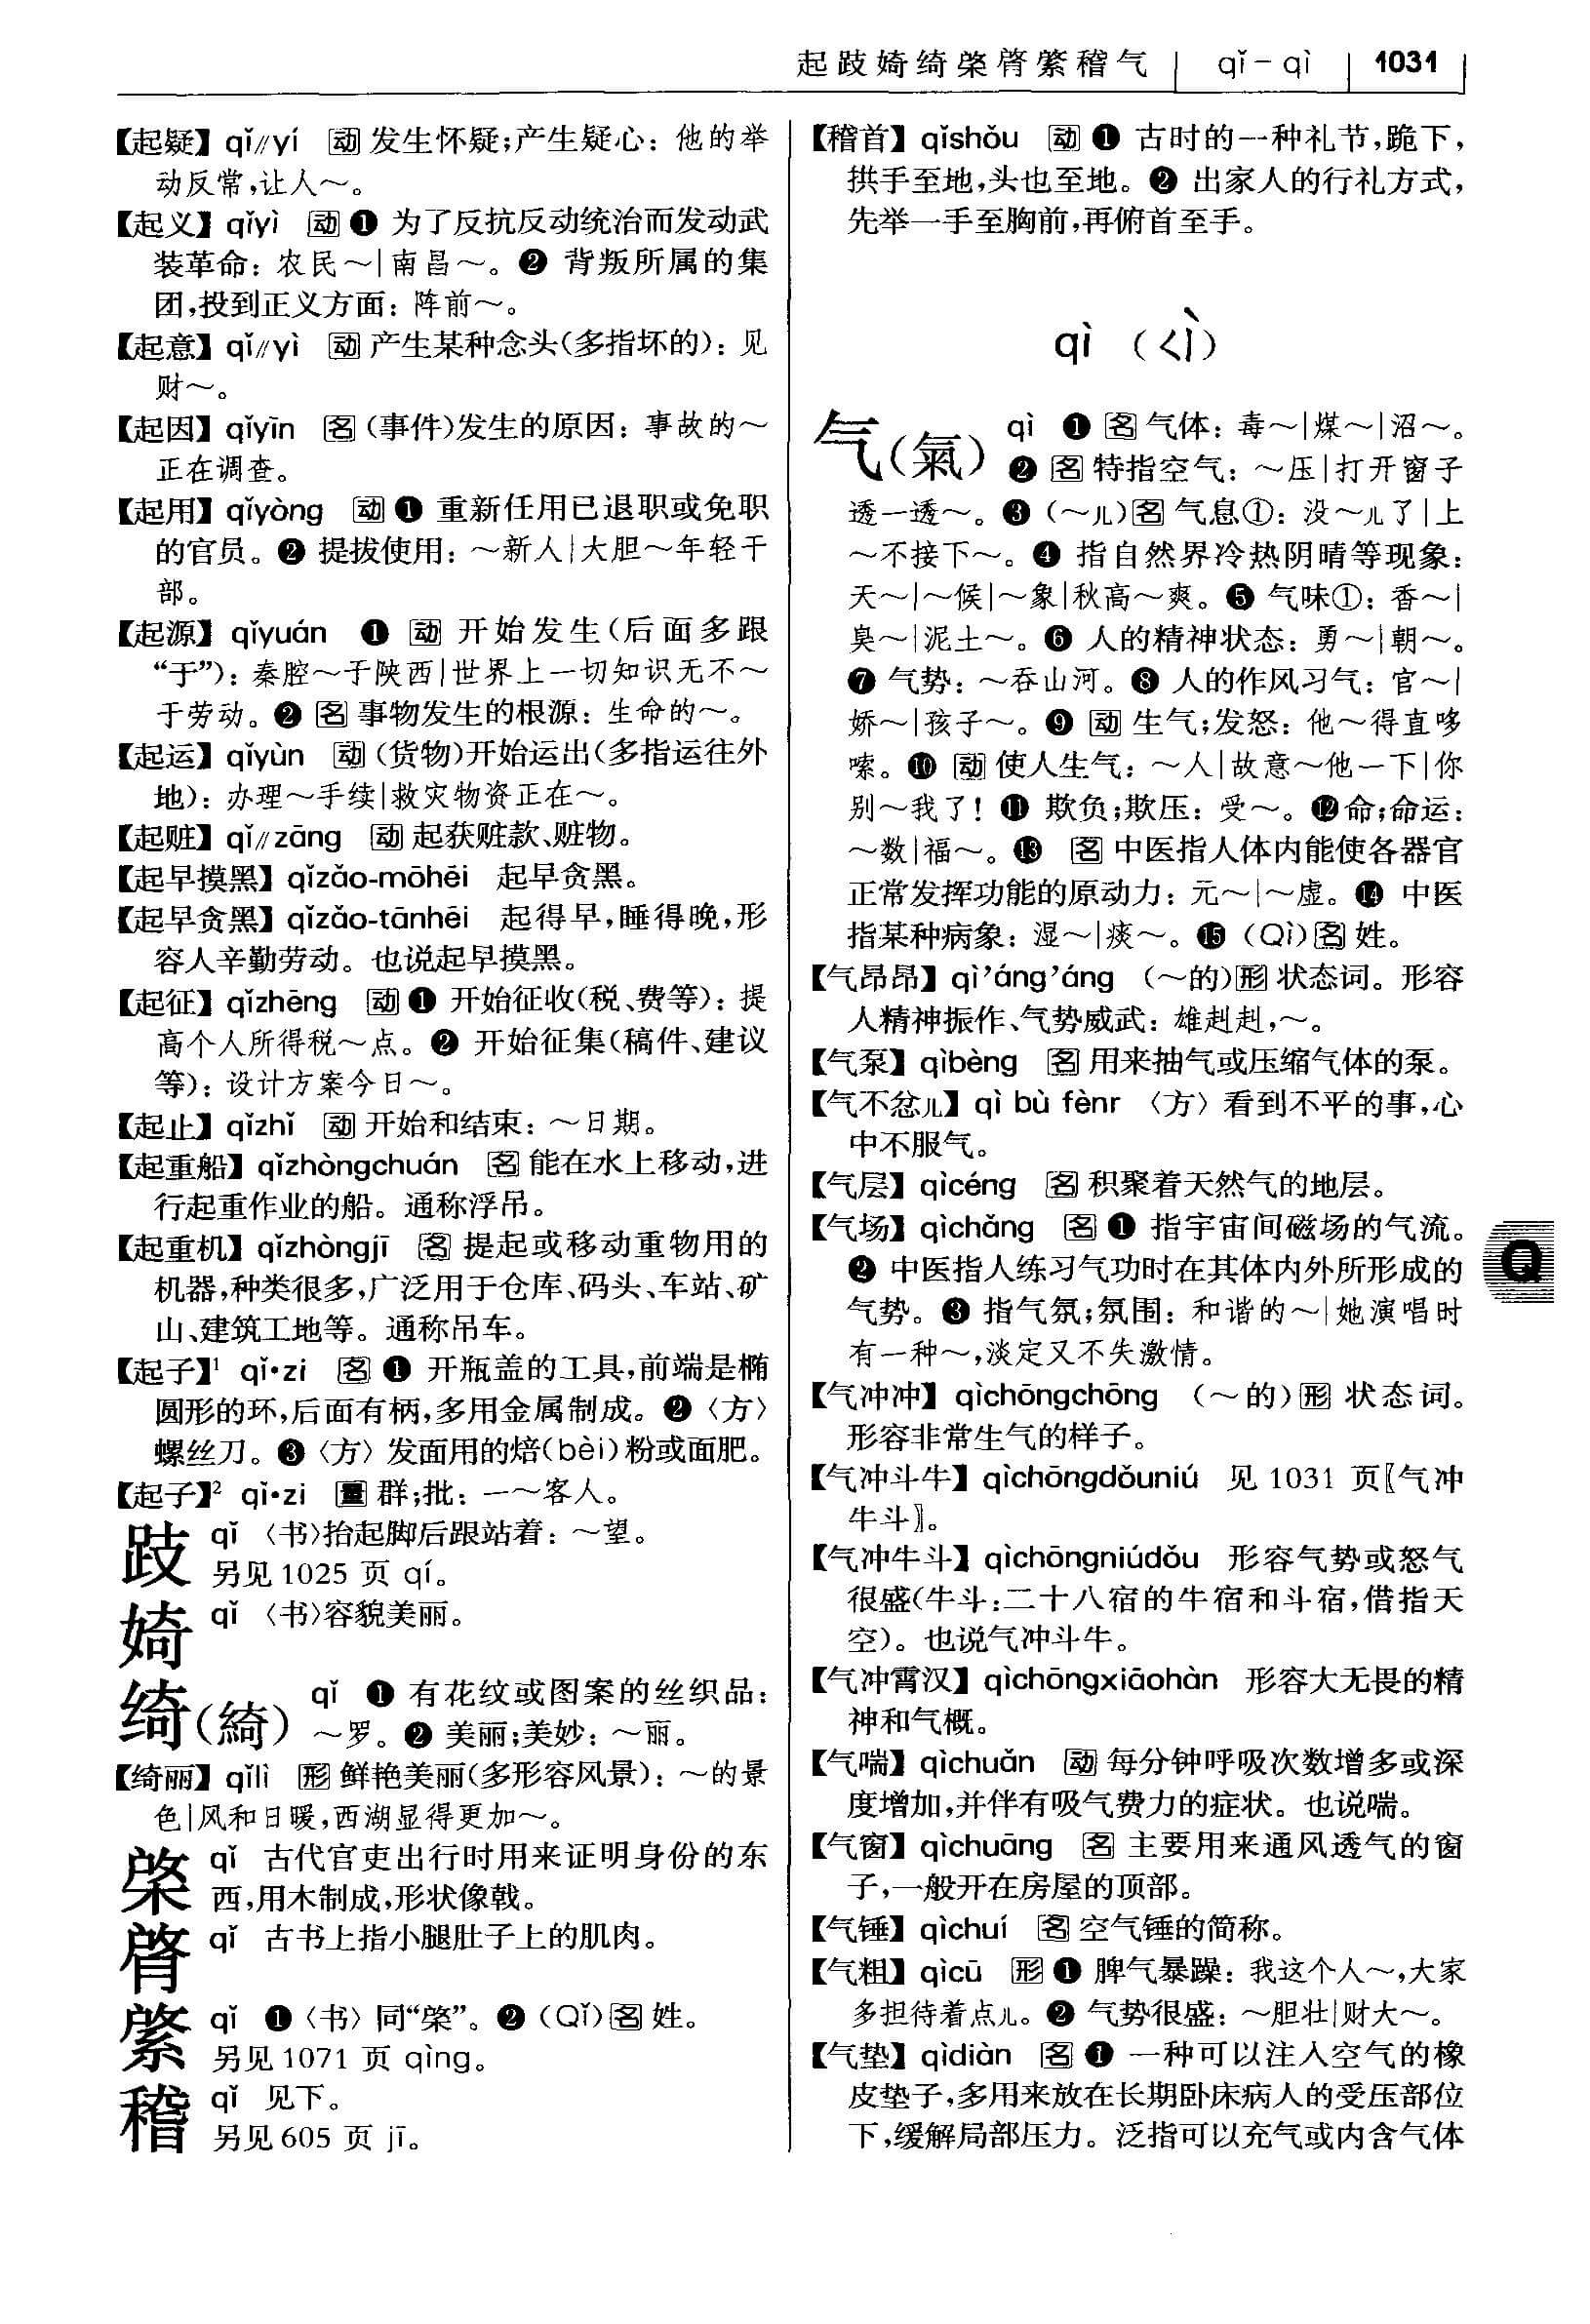 起跂婍绮棨䏿綮稽气 qǐ－qì 1031
【起疑】qǐ∥yí 动 发生怀疑;产生疑心：他的举
动反常,让人～。
【起义】qǐyì 动 ❶ 为了反抗反动统治而发动武
装革命：农民～|南昌～。❷ 背叛所属的集
团,投到正义方面：阵前～。
【起意】qǐ∥yì 动 产生某种念头(多指坏的)：见
财～。
【起因】qǐyīn 名 (事件)发生的原因：事故的～
正在调查。
【起用】qǐyòng 动 ❶ 重新任用已退职或免职
的官员。❷ 提拔使用：～新人|大胆～年轻干
部。
【起源】qǐyuán ❶ 动 开始发生(后面多跟
“于”)：秦腔～于陕西|世界上一切知识无不～
于劳动。❷ 名 事物发生的根源：生命的～。
【起运】qǐyùn 动 (货物)开始运出(多指运往外
地)：办理～手续|救灾物资正在～。
【起赃】qǐ∥zāng 动 起获赃款、赃物。
【起早摸黑】qǐzǎo-mōhēi 起早贪黑。
【起早贪黑】qǐzǎo-tānhēi 起得早,睡得晚,形
容人辛勤劳动。也说起早摸黑。
【起征】qǐzhēng 动 ❶ 开始征收(税、费等)：提
高个人所得税～点。❷ 开始征集(稿件、建议
等)：设计方案今日～。
【起止】qǐzhǐ 动 开始和结束：～日期。
【起重船】qǐzhòngchuán 名 能在水上移动,进
行起重作业的船。通称浮吊。
【起重机】qǐzhòngjī 名 提起或移动重物用的
机器,种类很多,广泛用于仓库、码头、车站、矿
山、建筑工地等。通称吊车。
【起子】¹ qǐ•zi 名 ❶ 开瓶盖的工具,前端是椭
圆形的环,后面有柄,多用金属制成。❷〈方〉
螺丝刀。❸〈方〉发面用的焙(bèi)粉或面肥。
【起子】² qǐ•zi 量 群;批：一～客人。
跂 qǐ 〈书〉抬起脚后跟站着：～望。
另见1025 页 qí。
婍 qǐ 〈书〉容貌美丽。
绮(綺) qǐ ❶ 有花纹或图案的丝织品：
～罗。❷ 美丽;美妙：～丽。
【绮丽】qǐlì 形 鲜艳美丽(多形容风景)：～的景
色|风和日暖,西湖显得更加～。
棨 qǐ 古代官吏出行时用来证明身份的东
西,用木制成,形状像戟。
䏿 qǐ 古书上指小腿肚子上的肌肉。
綮 qǐ ❶〈书〉同“棨”。❷ (Qǐ)名 姓。
另见1071 页 qìng。
稽 qǐ 见下。
另见605 页 jī。
【稽首】qǐshǒu 动 ❶ 古时的一种礼节,跪下,
拱手至地,头也至地。❷ 出家人的行礼方式,
先举一手至胸前,再俯首至手。
qì (ㄑㄧˋ)
气(氣) qì ❶ 名 气体：毒～|煤～|沼～。
❷ 名 特指空气：～压|打开窗子
透一透～。❸ (～儿)名 气息①：没～儿了|上
～不接下～。❹ 指自然界冷热阴晴等现象：
天～|～候|～象|秋高～爽。❺ 气味①：香～|
臭～|泥土～。❻ 人的精神状态：勇～|朝～。
❼ 气势：～吞山河。❽ 人的作风习气：官～|
娇～|孩子～。❾ 动 生气;发怒：他～得直哆
嗦。❿ 动 使人生气：～人|故意～他一下|你
别～我了！⓫ 欺负;欺压：受～。⓬命;命运：
～数|福～。⓭ 名 中医指人体内能使各器官
正常发挥功能的原动力：元～|～虚。⓮ 中医
指某种病象：湿～|痰～。⓯ (Qì)名 姓。
【气昂昂】qì’áng’áng (～的)形 状态词。形容
人精神振作、气势威武：雄赳赳,～。
【气泵】qìbèng 名 用来抽气或压缩气体的泵。
【气不忿儿】qì bù fènr 〈方〉看到不平的事,心
中不服气。
【气层】qìcéng 名 积聚着天然气的地层。
【气场】qìchǎng 名 ❶ 指宇宙间磁场的气流。
❷ 中医指人练习气功时在其体内外所形成的
气势。❸ 指气氛;氛围：和谐的～|她演唱时
有一种～,淡定又不失激情。
【气冲冲】qìchōngchōng (～的)形 状态词。
形容非常生气的样子。
【气冲斗牛】qìchōngdǒuniú 见 1031 页〖气冲
牛斗〗。
【气冲牛斗】qìchōngniúdǒu 形容气势或怒气
很盛(牛斗:二十八宿的牛宿和斗宿,借指天
空)。也说气冲斗牛。
【气冲霄汉】qìchōngxiāohàn 形容大无畏的精
神和气概。
【气喘】qìchuǎn 动 每分钟呼吸次数增多或深
度增加,并伴有吸气费力的症状。也说喘。
【气窗】qìchuāng 名 主要用来通风透气的窗
子,一般开在房屋的顶部。
【气锤】qìchuí 名 空气锤的简称。
【气粗】qìcū 形 ❶ 脾气暴躁：我这个人～,大家
多担待着点儿。❷ 气势很盛：～胆壮|财大～。
【气垫】qìdiàn 名 ❶ 一种可以注入空气的橡
皮垫子,多用来放在长期卧床病人的受压部位
下,缓解局部压力。泛指可以充气或内含气体
Q